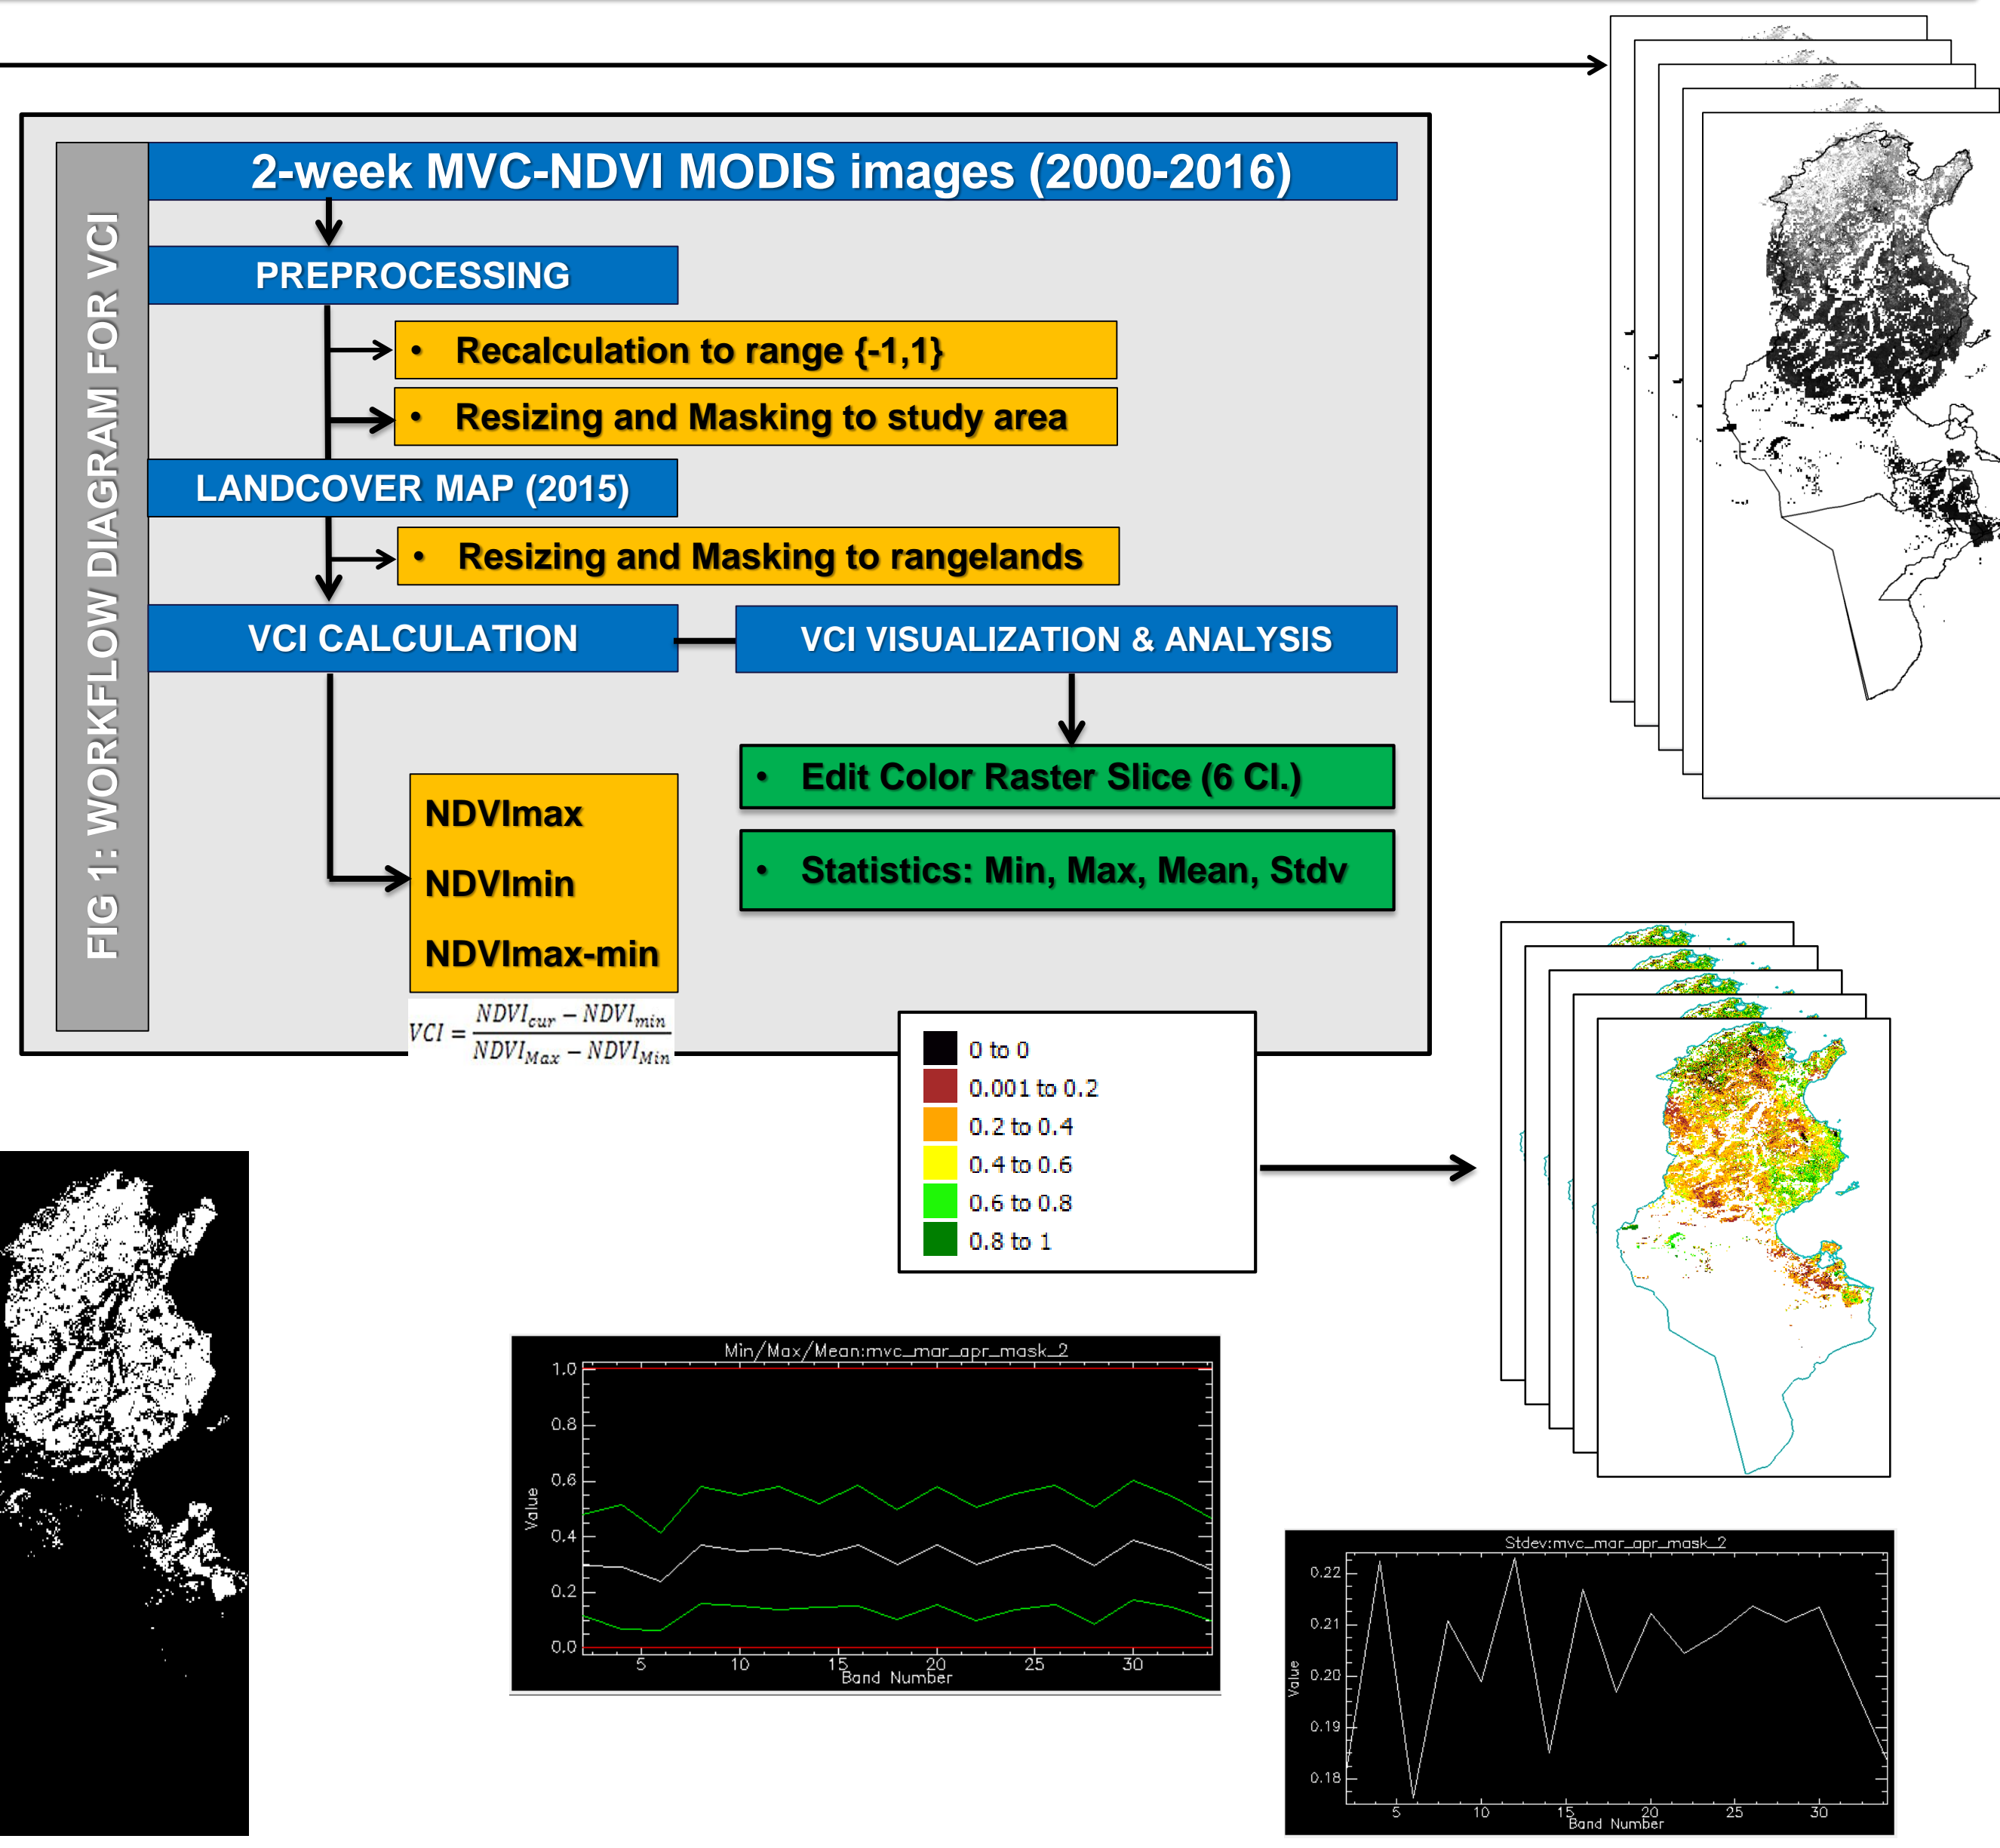 FIG 1: WORKFLOW DIAGRAM FOR VCI
2-week MVC-NDVI MODIS images (2000-2016)
PREPROCESSING
• Recalculation to range {-1,1}
• Resizing and Masking to study area
LANDCOVER MAP (2015)
• Resizing and Masking to rangelands
VCI CALCULATION
VCI VISUALIZATION & ANALYSIS
• Edit Color Raster Slice (6 Cl.)
• Statistics: Min, Max, Mean, Stdv
NDVImax
NDVImin
NDVImax-min
VCI = (NDVI_cur − NDVI_min) / (NDVI_Max − NDVI_Min)
0 to 0
0.001 to 0.2
0.2 to 0.4
0.4 to 0.6
0.6 to 0.8
0.8 to 1
Min/Max/Mean:mvc_mar_apr_mask_2
Value
1.0
0.8
0.6
0.4
0.2
0.0
5 10 15 20 25 30
Band Number
Stdev:mvc_mar_apr_mask_2
Value
0.22
0.21
0.20
0.19
0.18
5 10 15 20 25 30
Band Number